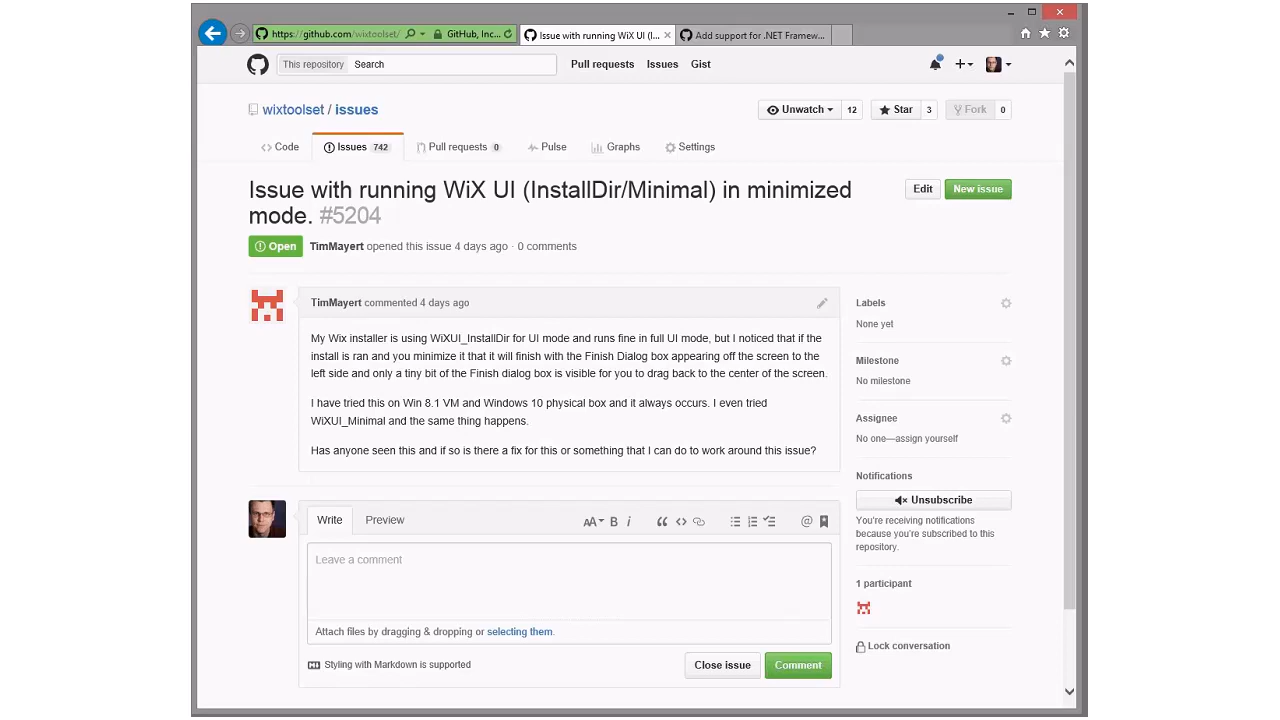 https://github.com/wixtoolset/ GitHub, Inc... Issue with running WiX UI (I... Add support for .NET Framew...
This repository Search Pull requests Issues Gist
wixtoolset / issues Unwatch 12 Star 3 Fork 0
Code Issues 742 Pull requests 0 Pulse Graphs Settings
Issue with running WiX UI (InstallDir/Minimal) in minimized
mode. #5204
Edit New issue
Open TimMayert opened this issue 4 days ago · 0 comments
TimMayert commented 4 days ago
My Wix installer is using WiXUI_InstallDir for UI mode and runs fine in full UI mode, but I noticed that if the
install is ran and you minimize it that it will finish with the Finish Dialog box appearing off the screen to the
left side and only a tiny bit of the Finish dialog box is visible for you to drag back to the center of the screen.
I have tried this on Win 8.1 VM and Windows 10 physical box and it always occurs. I even tried
WiXUI_Minimal and the same thing happens.
Has anyone seen this and if so is there a fix for this or something that I can do to work around this issue?
Labels
None yet
Milestone
No milestone
Assignee
No one—assign yourself
Notifications
Unsubscribe
You're receiving notifications
because you're subscribed to this
repository.
1 participant
Lock conversation
Write Preview AA B i @
Leave a comment
Attach files by dragging & dropping or selecting them.
Styling with Markdown is supported
Close issue Comment